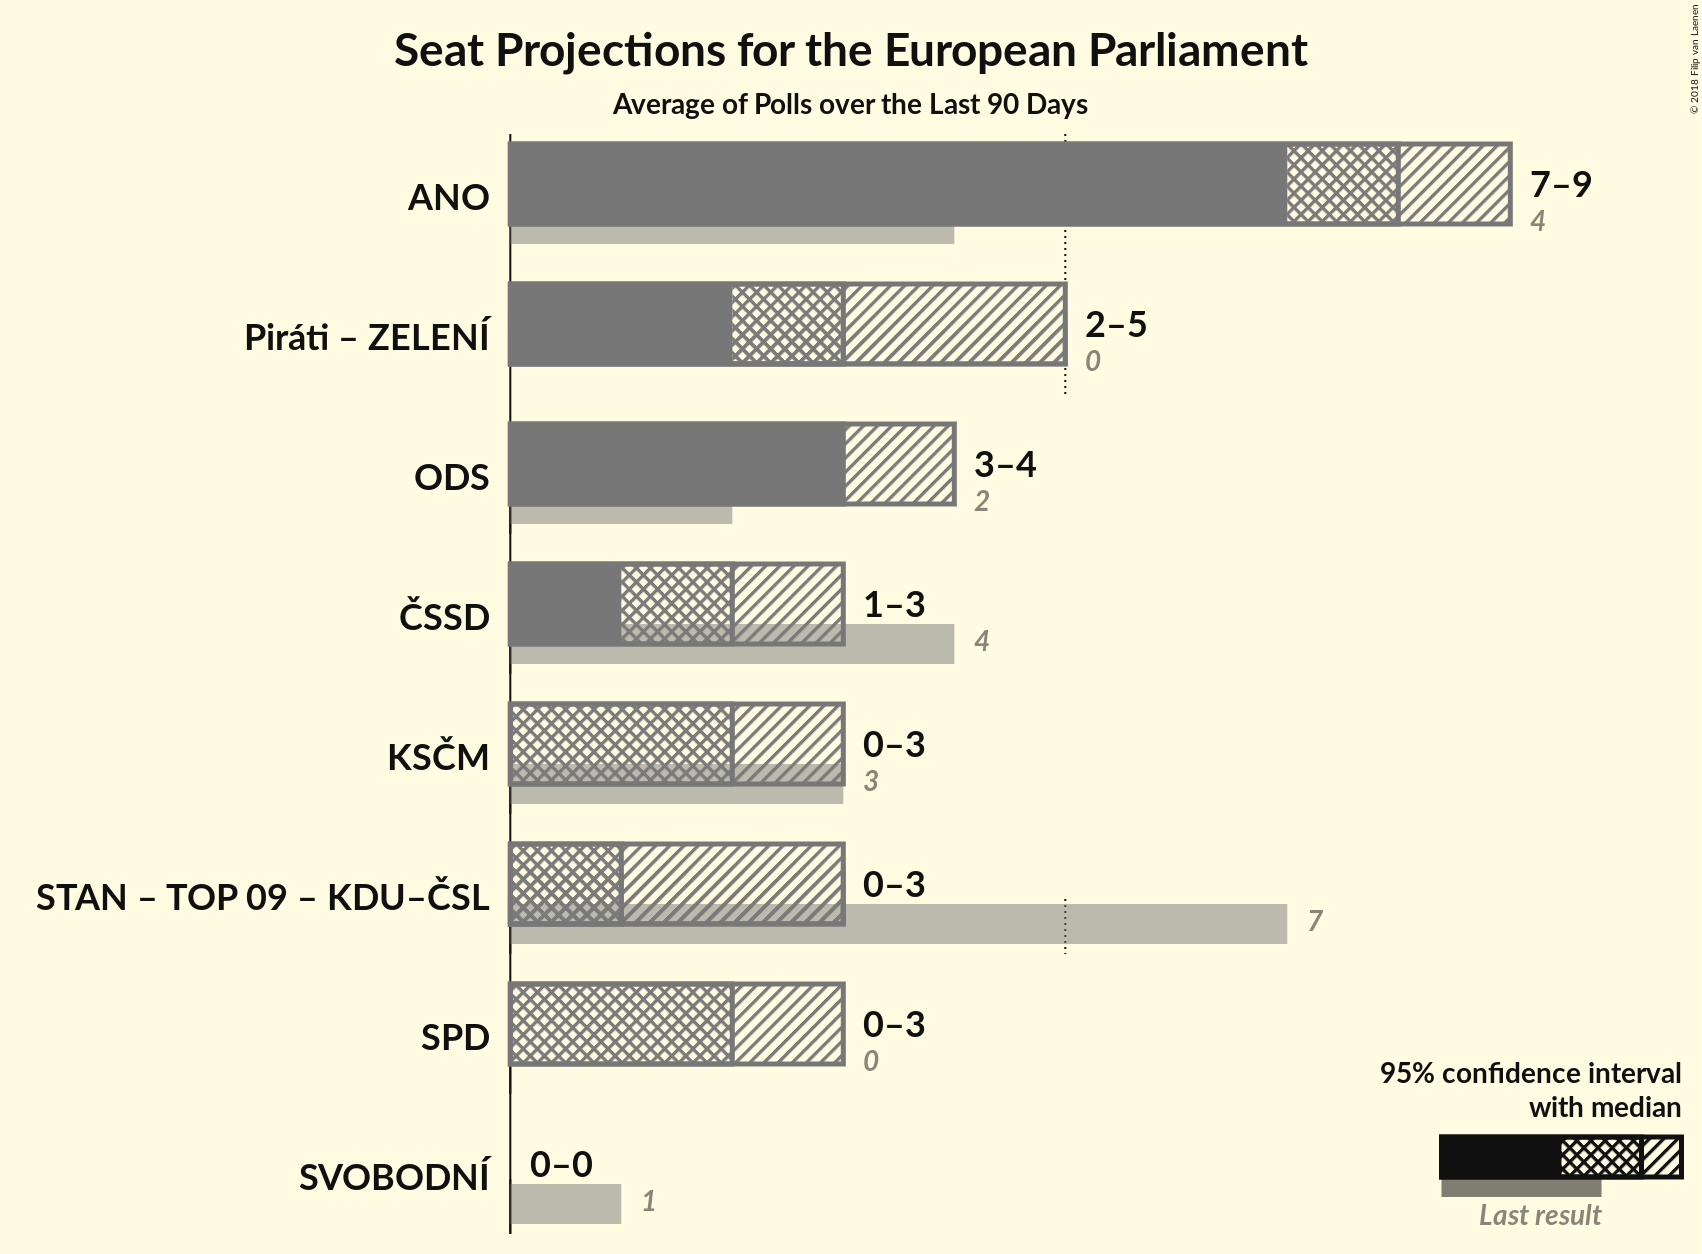 Seat Projections for the European Parliament
Average of Polls over the Last 90 Days
© 2018 Filip van Laenen
ANO
7–9
4
Piráti – ZELENÍ
2–5
0
ODS
3–4
2
ČSSD
1–3
4
KSČM
0–3
3
STAN – TOP 09 – KDU–ČSL
0–3
7
SPD
0–3
0
SVOBODNÍ
0–0
1
95% confidence interval
with median
Last result